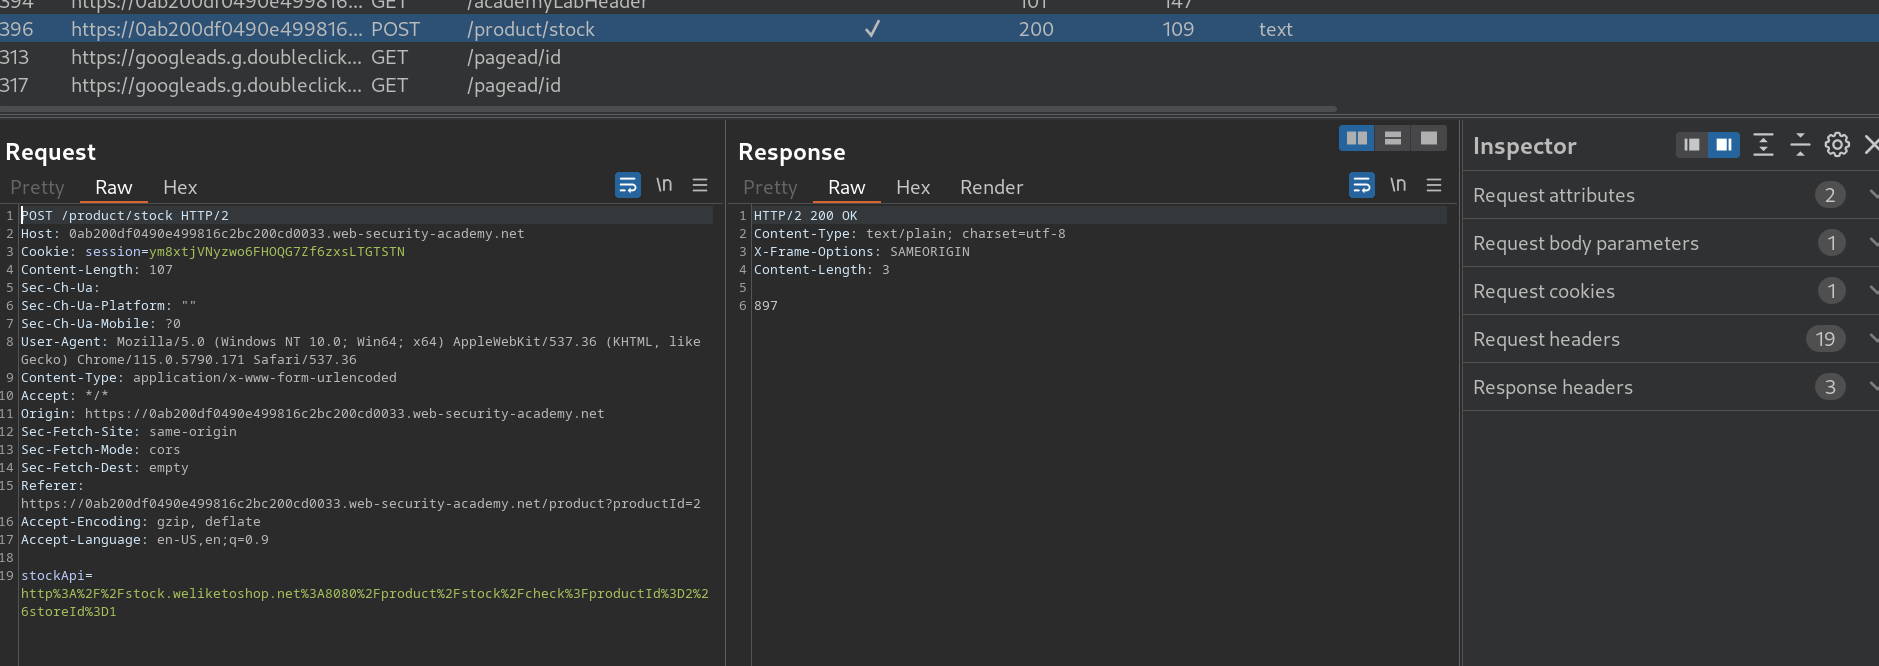 394 https://0ab200df0490e499816... GET /academyLabHeader 101 147
396 https://0ab200df0490e499816... POST /product/stock ✓ 200 109 text
313 https://googleads.g.doubleclick... GET /pagead/id
317 https://googleads.g.doubleclick... GET /pagead/id
Request
Pretty Raw Hex \n
1 POST /product/stock HTTP/2
2 Host: 0ab200df0490e499816c2bc200cd0033.web-security-academy.net
3 Cookie: session=ym8xtjVNyzwo6FHOQG7Zf6zxsLTGTSTN
4 Content-Length: 107
5 Sec-Ch-Ua:
6 Sec-Ch-Ua-Platform: ""
7 Sec-Ch-Ua-Mobile: ?0
8 User-Agent: Mozilla/5.0 (Windows NT 10.0; Win64; x64) AppleWebKit/537.36 (KHTML, like
Gecko) Chrome/115.0.5790.171 Safari/537.36
9 Content-Type: application/x-www-form-urlencoded
10 Accept: */*
11 Origin: https://0ab200df0490e499816c2bc200cd0033.web-security-academy.net
12 Sec-Fetch-Site: same-origin
13 Sec-Fetch-Mode: cors
14 Sec-Fetch-Dest: empty
15 Referer:
https://0ab200df0490e499816c2bc200cd0033.web-security-academy.net/product?productId=2
16 Accept-Encoding: gzip, deflate
17 Accept-Language: en-US,en;q=0.9
18
19 stockApi=
http%3A%2F%2Fstock.weliketoshop.net%3A8080%2Fproduct%2Fstock%2Fcheck%3FproductId%3D2%2
6storeId%3D1
Response
Pretty Raw Hex Render \n
1 HTTP/2 200 OK
2 Content-Type: text/plain; charset=utf-8
3 X-Frame-Options: SAMEORIGIN
4 Content-Length: 3
5
6 897
Inspector
Request attributes 2
Request body parameters 1
Request cookies 1
Request headers 19
Response headers 3